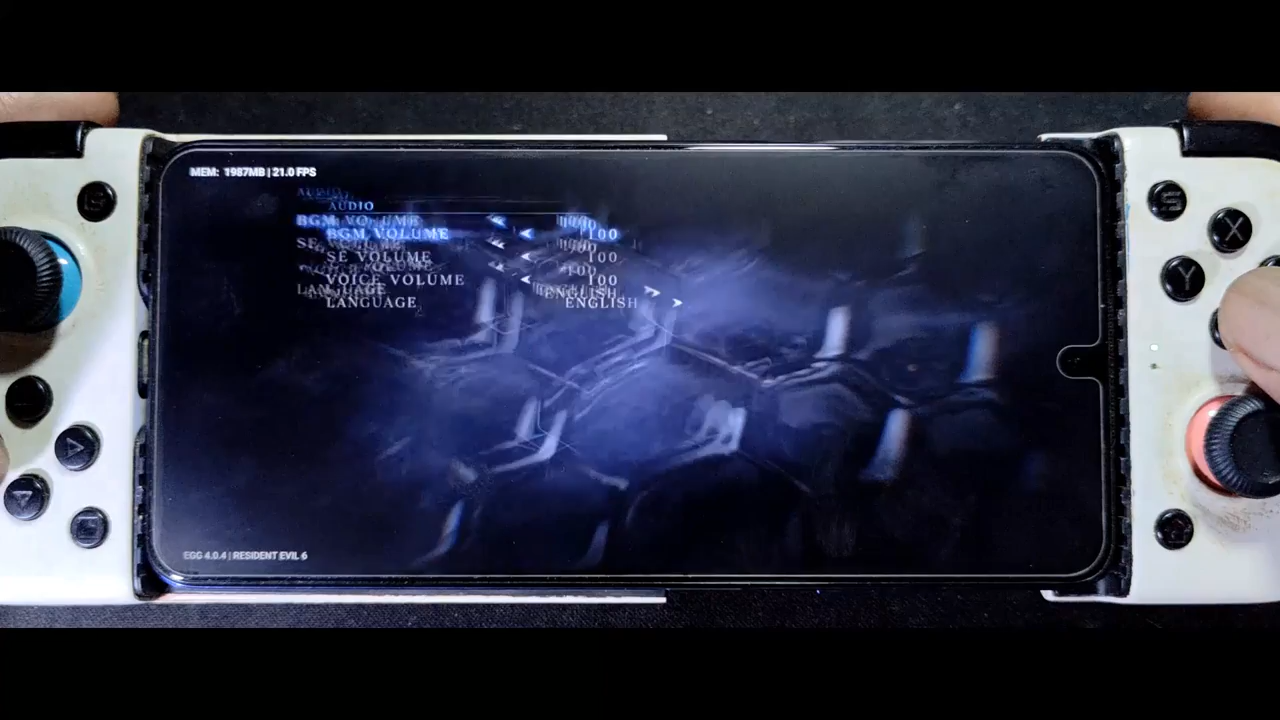 MEM: 1987MB | 21.0 FPS
AUDIO
BGM VOLUME 100
SE VOLUME 100
VOICE VOLUME 100
LANGUAGE ENGLISH
EGG 4.0.4 | RESIDENT EVIL 6
S
X
Y